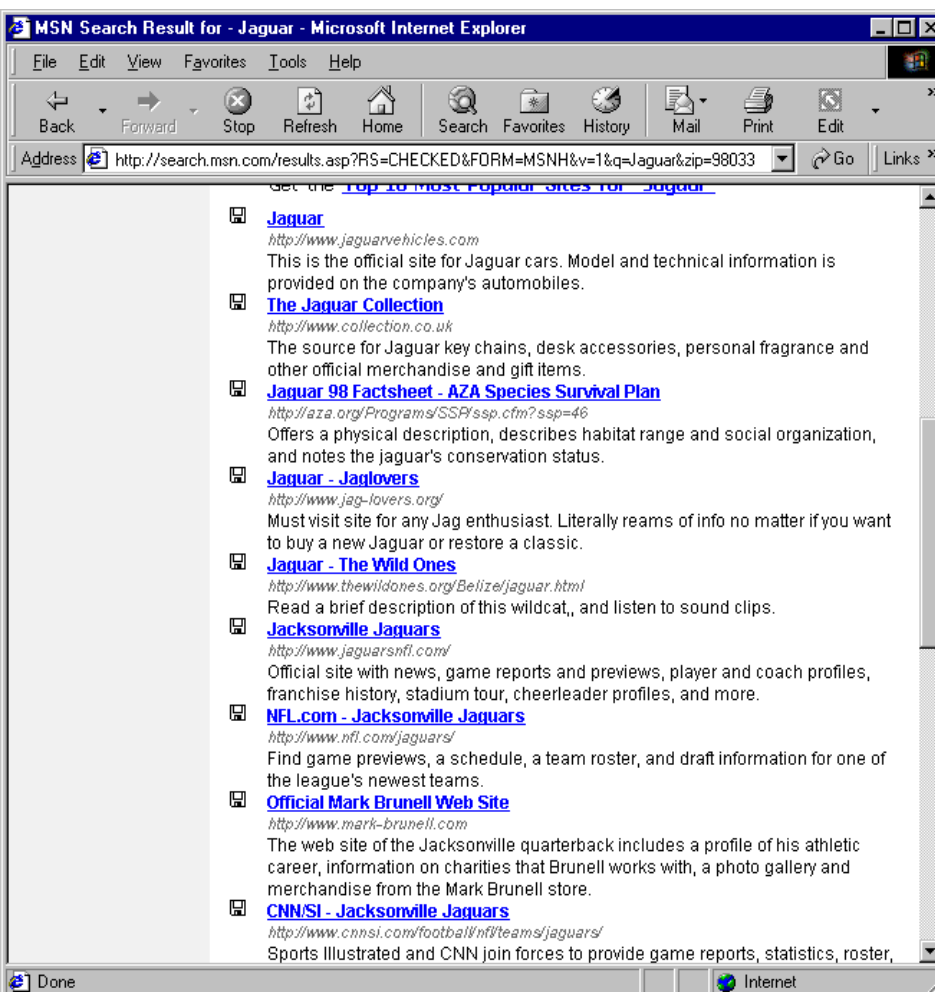 MSN Search Result for - Jaguar - Microsoft Internet Explorer
File Edit View Favorites Tools Help
Back Forward Stop Refresh Home Search Favorites History Mail Print Edit
Address http://search.msn.com/results.asp?RS=CHECKED&FORM=MSNH&v=1&q=Jaguar&zip=98033 Go Links
Get the Top 10 Most Popular Sites for "Jaguar"
Jaguar
http://www.jaguarvehicles.com
This is the official site for Jaguar cars. Model and technical information is
provided on the company's automobiles.
The Jaguar Collection
http://www.collection.co.uk
The source for Jaguar key chains, desk accessories, personal fragrance and
other official merchandise and gift items.
Jaguar 98 Factsheet - AZA Species Survival Plan
http://aza.org/Programs/SSP/ssp.cfm?ssp=46
Offers a physical description, describes habitat range and social organization,
and notes the jaguar's conservation status.
Jaguar - Jaglovers
http://www.jag-lovers.org/
Must visit site for any Jag enthusiast. Literally reams of info no matter if you want
to buy a new Jaguar or restore a classic.
Jaguar - The Wild Ones
http://www.thewildones.org/Belize/jaguar.html
Read a brief description of this wildcat,, and listen to sound clips.
Jacksonville Jaguars
http://www.jaguarsnfl.com/
Official site with news, game reports and previews, player and coach profiles,
franchise history, stadium tour, cheerleader profiles, and more.
NFL.com - Jacksonville Jaguars
http://www.nfl.com/jaguars/
Find game previews, a schedule, a team roster, and draft information for one of
the league's newest teams.
Official Mark Brunell Web Site
http://www.mark-brunell.com
The web site of the Jacksonville quarterback includes a profile of his athletic
career, information on charities that Brunell works with, a photo gallery and
merchandise from the Mark Brunell store.
CNN/SI - Jacksonville Jaguars
http://www.cnnsi.com/football/nfl/teams/jaguars/
Sports Illustrated and CNN join forces to provide game reports, statistics, roster,
Done Internet